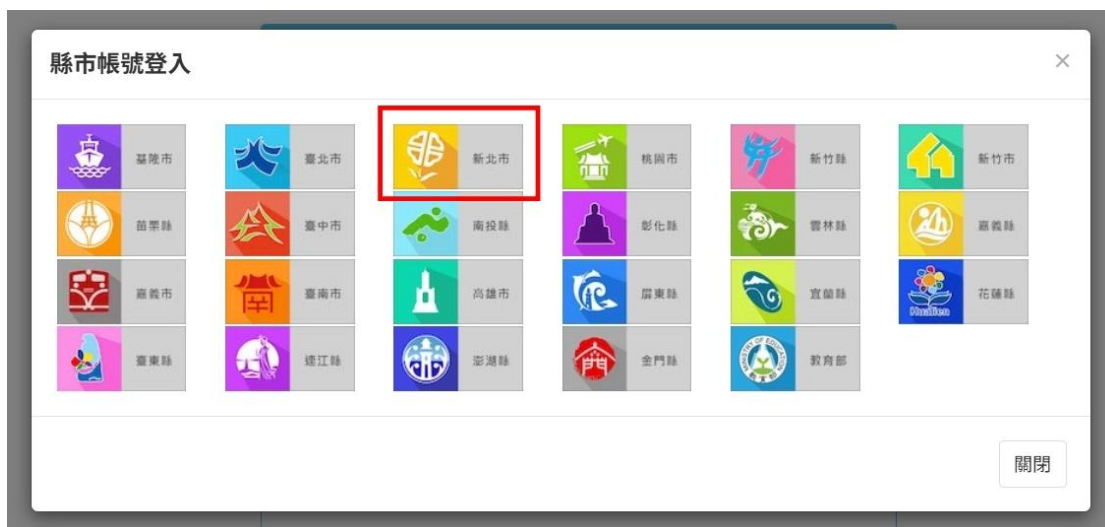 縣市帳號登入
×
基隆市
臺北市
新北市
桃園市
新竹縣
新竹市
苗栗縣
臺中市
南投縣
彰化縣
雲林縣
嘉義縣
嘉義市
臺南市
高雄市
屏東縣
宜蘭縣
Hualien
花蓮縣
臺東縣
連江縣
澎湖縣
金門縣
MINISTRY OF EDUCATION
教育部
關閉